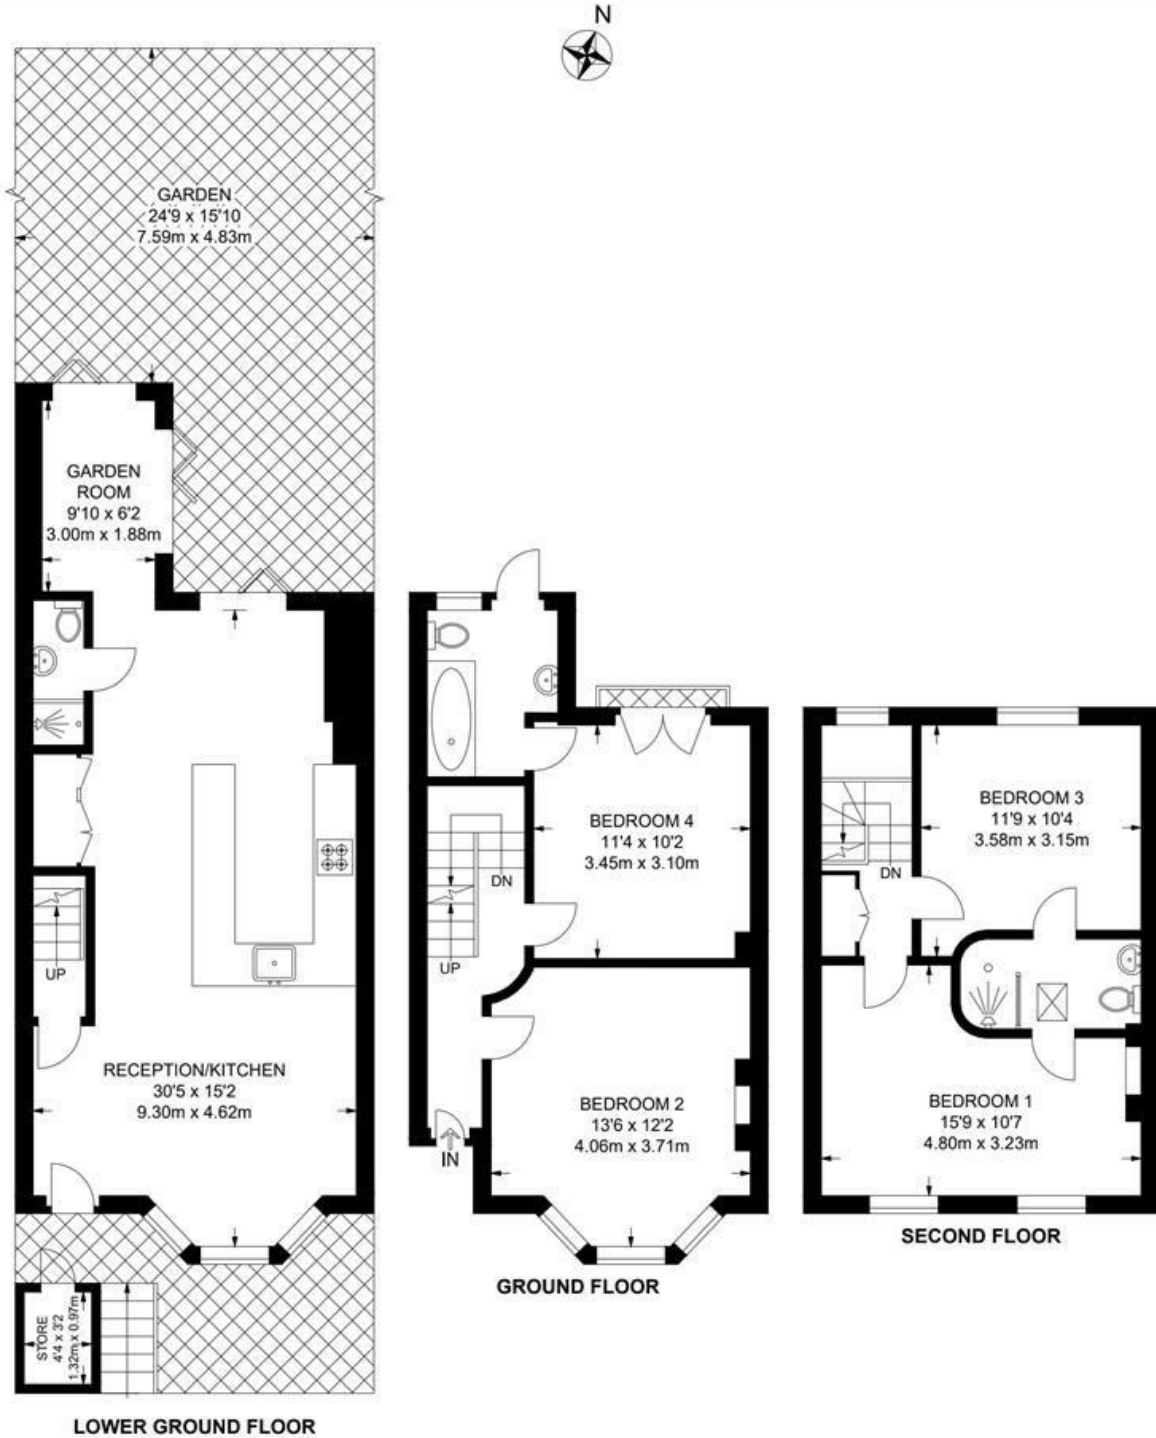 N
GARDEN
24'9 x 15'10
7.59m x 4.83m
GARDEN
ROOM
9'10 x 6'2
3.00m x 1.88m
UP
RECEPTION/KITCHEN
30'5 x 15'2
9.30m x 4.62m
STORE
4'4 x 3'2
1.32m x 0.97m
LOWER GROUND FLOOR
BEDROOM 4
11'4 x 10'2
3.45m x 3.10m
DN
UP
BEDROOM 2
13'6 x 12'2
4.06m x 3.71m
IN
GROUND FLOOR
BEDROOM 3
11'9 x 10'4
3.58m x 3.15m
DN
BEDROOM 1
15'9 x 10'7
4.80m x 3.23m
SECOND FLOOR